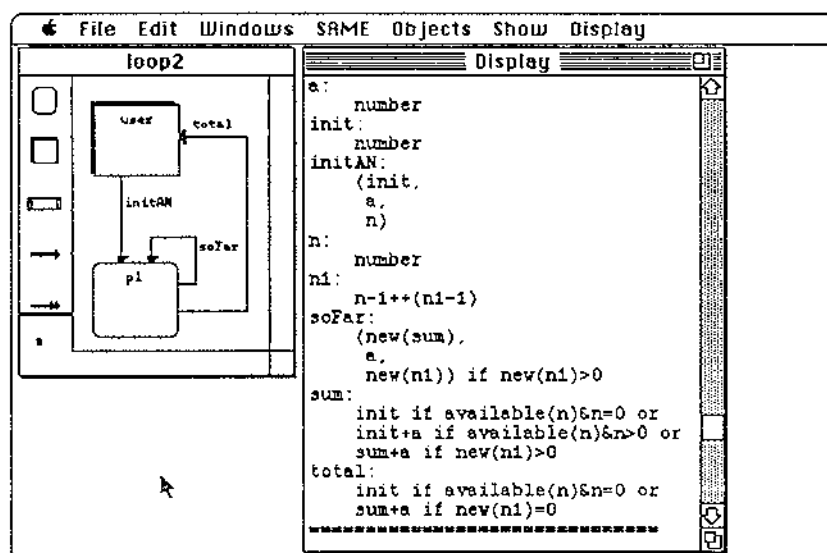 File Edit Windows SAME Objects Show Display
loop2
user
total
initAN
soFar
p1
Display
a:
number
init:
number
initAN:
(init,
a,
n)
n:
number
n1:
n-1++(n1-1)
soFar:
(new(sum),
a,
new(n1)) if new(n1)>0
sum:
init if available(n)&n=0 or
init+a if available(n)&n>0 or
sum+a if new(n1)>0
total:
init if available(n)&n=0 or
sum+a if new(n1)=0